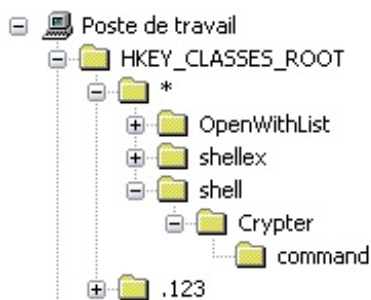 Poste de travail
HKEY_CLASSES_ROOT
*
OpenWithList
shellex
shell
Crypter
command
.123